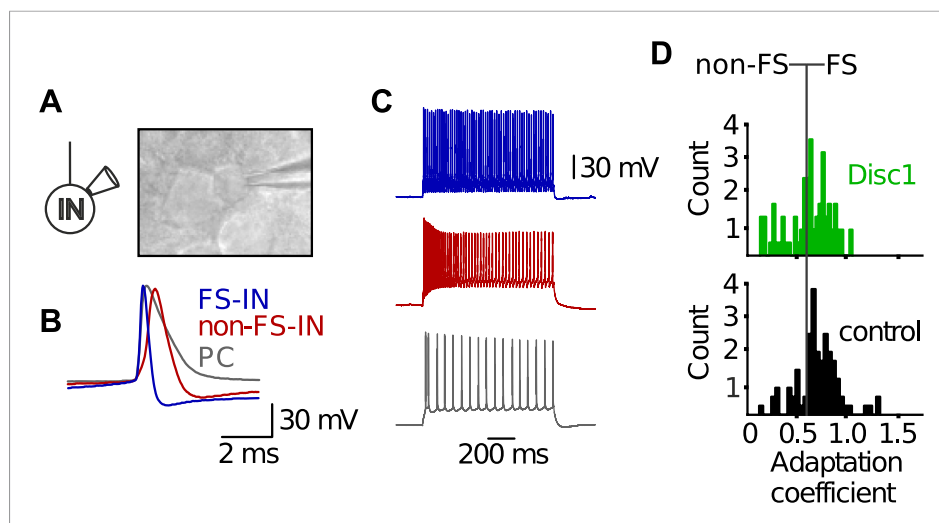 A
IN
B
FS-IN
non-FS-IN
PC
30 mV
2 ms
C
30 mV
200 ms
D
non-FS FS
4
3
2
1
Count
Disc1
4
3
2
1
Count
control
0 0.5 1.0 1.5
Adaptation
coefficient